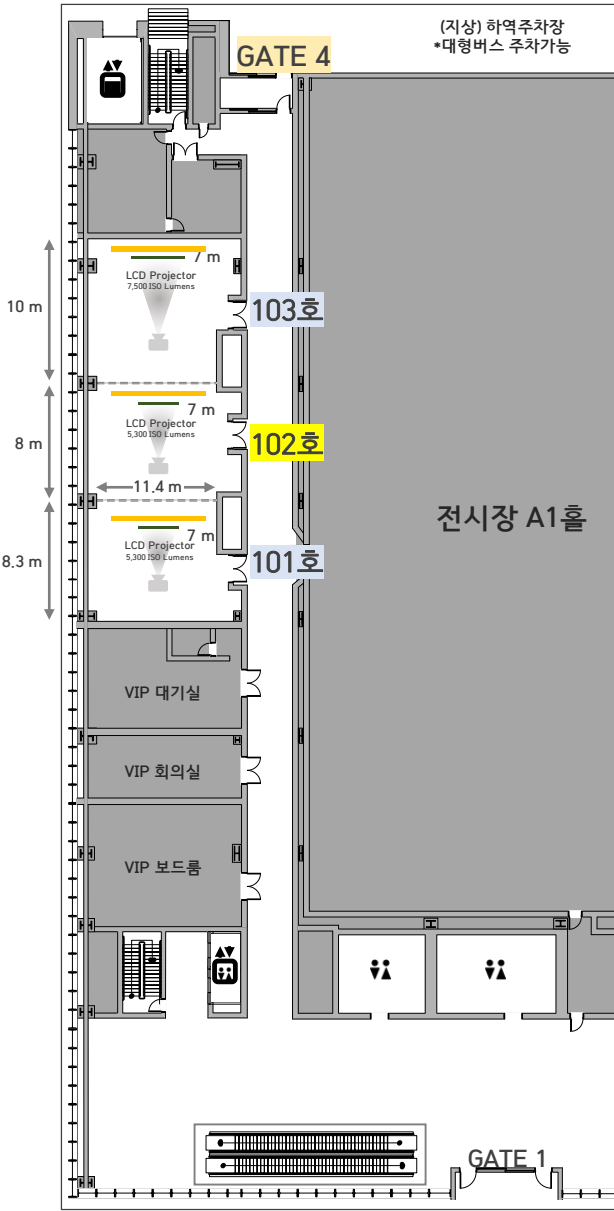 (지상) 하역주차장
*대형버스 주차가능
GATE 4
7 m
LCD Projector
7,500 ISO Lumens
10 m
103호
7 m
LCD Projector
5,300 ISO Lumens
8 m
102호
11.4 m
전시장 A1홀
7 m
LCD Projector
5,300 ISO Lumens
8.3 m
101호
VIP 대기실
VIP 회의실
VIP 보드룸
GATE 1